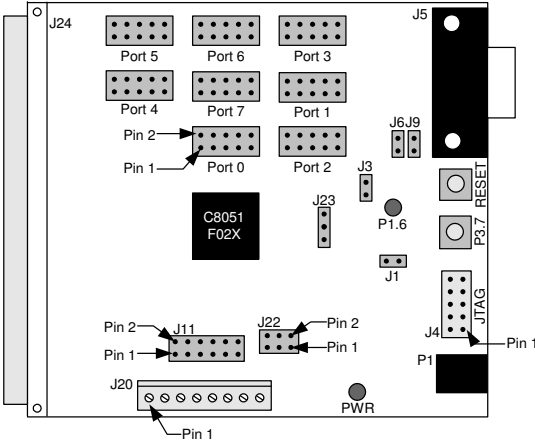 J24
J5
Port 5
Port 6
Port 3
Port 4
Port 7
Port 1
Pin 2
J6
J9
Pin 1
Port 0
Port 2
J3
RESET
J23
C8051
F02X
P1.6
P3.7
J1
JTAG
Pin 2
J11
J22
Pin 2
J4
Pin 1
Pin 1
Pin 1
P1
J20
PWR
Pin 1